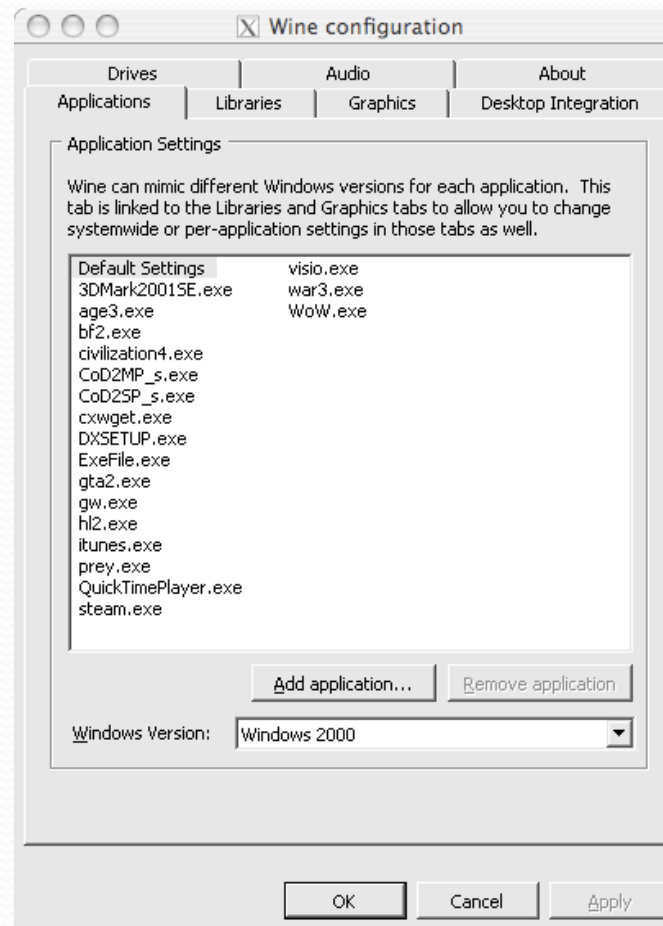 Wine configuration
Drives Audio About
Applications Libraries Graphics Desktop Integration
Application Settings
Wine can mimic different Windows versions for each application. This
tab is linked to the Libraries and Graphics tabs to allow you to change
systemwide or per-application settings in those tabs as well.
Default Settings
3DMark2001SE.exe
age3.exe
bf2.exe
civilization4.exe
CoD2MP_s.exe
CoD2SP_s.exe
cxwget.exe
DXSETUP.exe
ExeFile.exe
gta2.exe
gw.exe
hl2.exe
itunes.exe
prey.exe
QuickTimePlayer.exe
steam.exe
visio.exe
war3.exe
WoW.exe
Add application... Remove application
Windows Version: Windows 2000
OK Cancel Apply